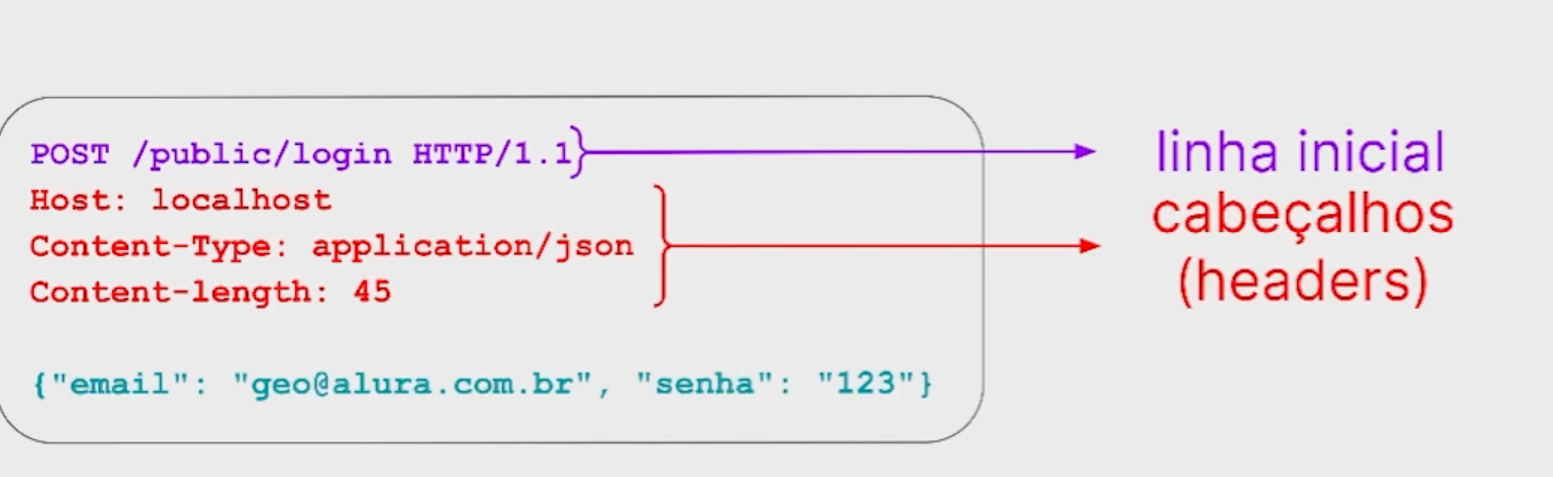 POST /public/login HTTP/1.1
linha inicial
Host: localhost
Content-Type: application/json
Content-length: 45
cabeçalhos
(headers)
{"email": "geo@alura.com.br", "senha": "123"}